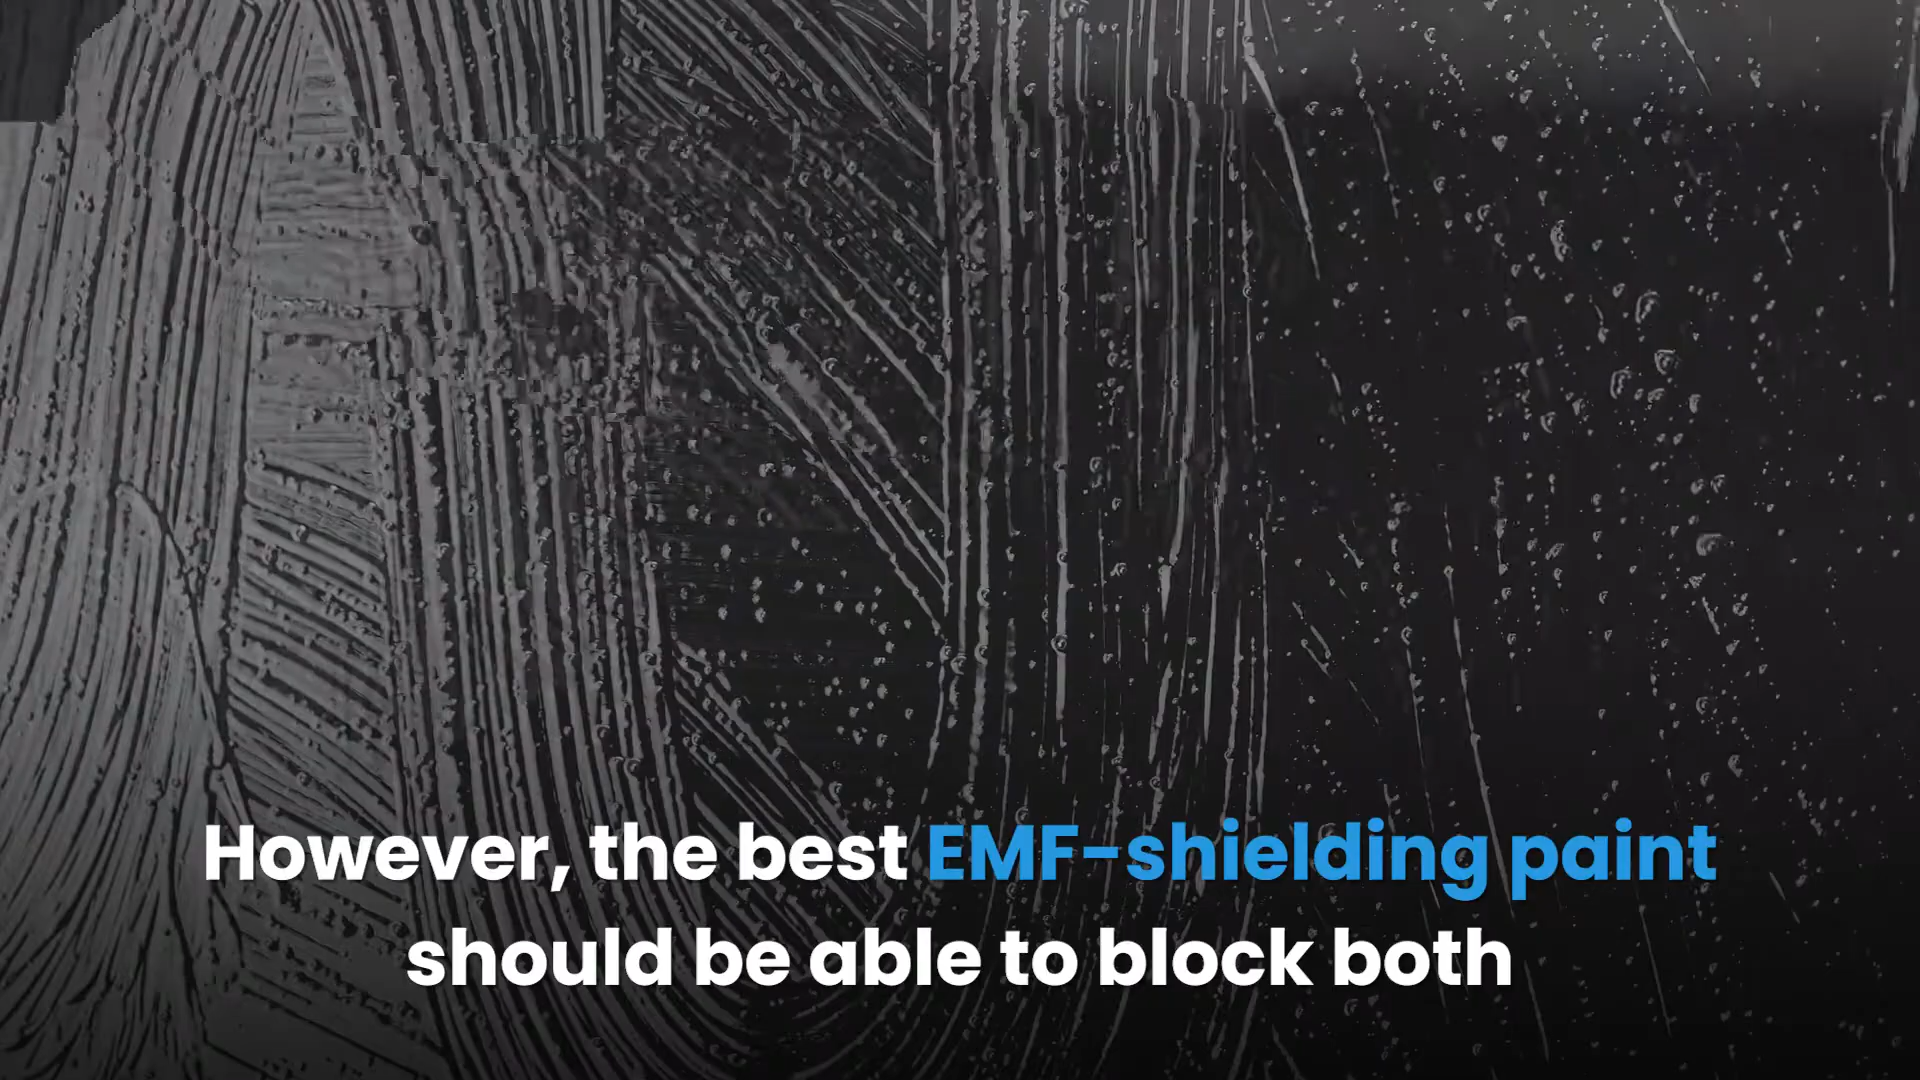 However, the best EMF-shielding paint
should be able to block both